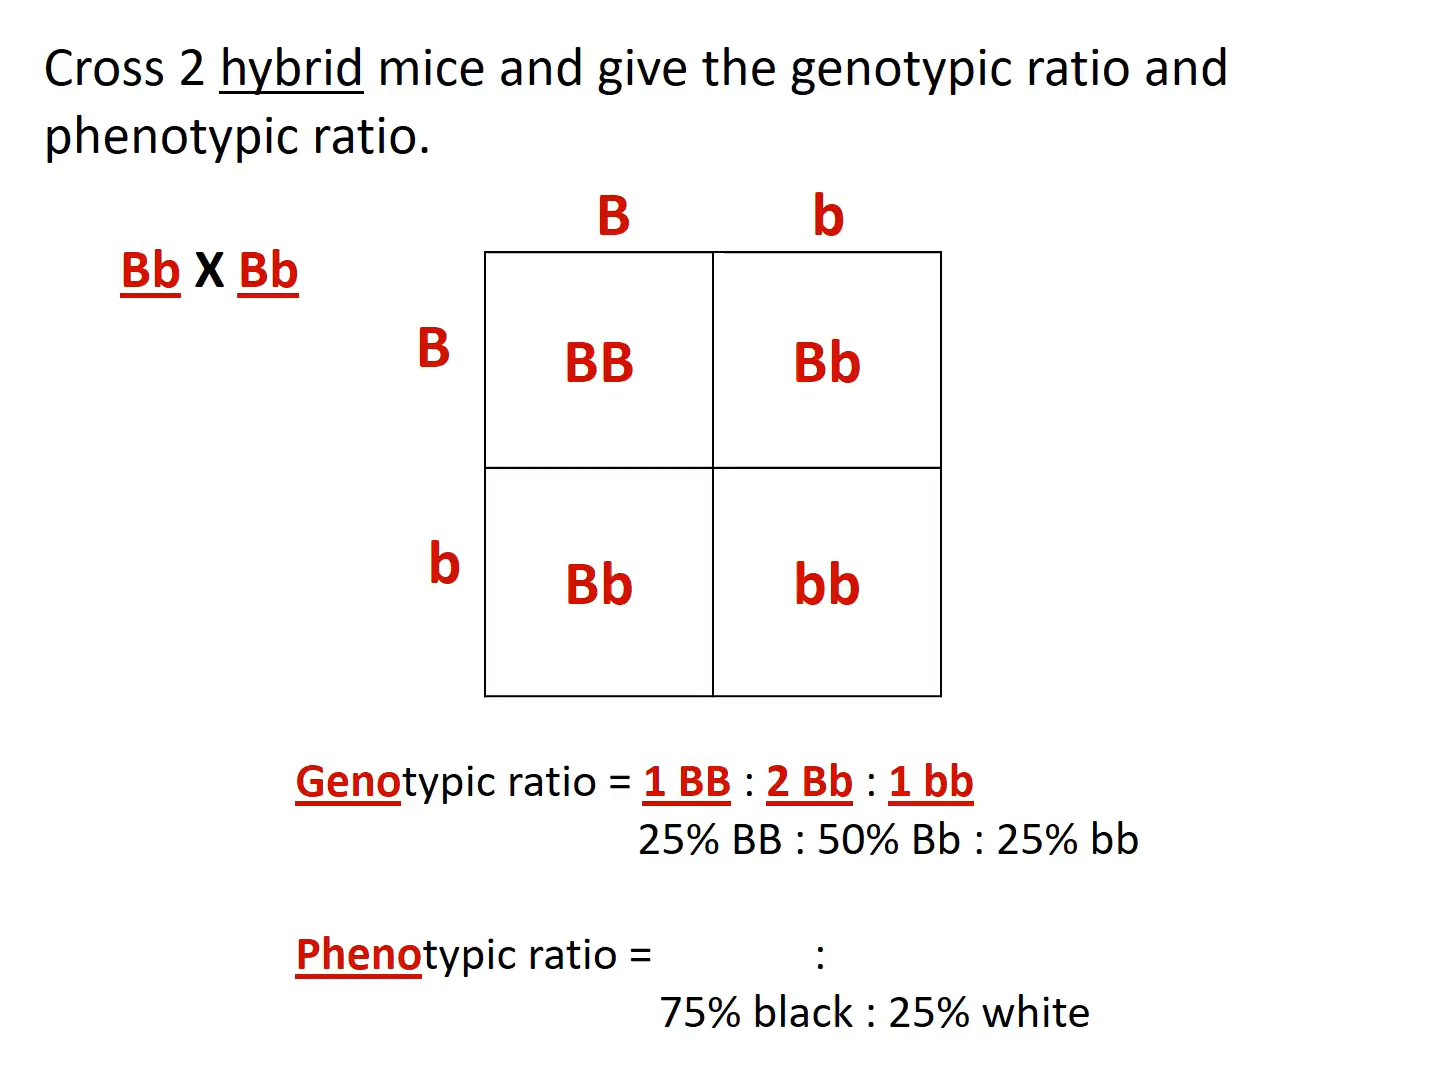 Cross 2 hybrid mice and give the genotypic ratio and
phenotypic ratio.
B b
Bb X Bb
B BB Bb
b Bb bb
Genotypic ratio = 1 BB : 2 Bb : 1 bb
25% BB : 50% Bb : 25% bb
Phenotypic ratio = :
75% black : 25% white